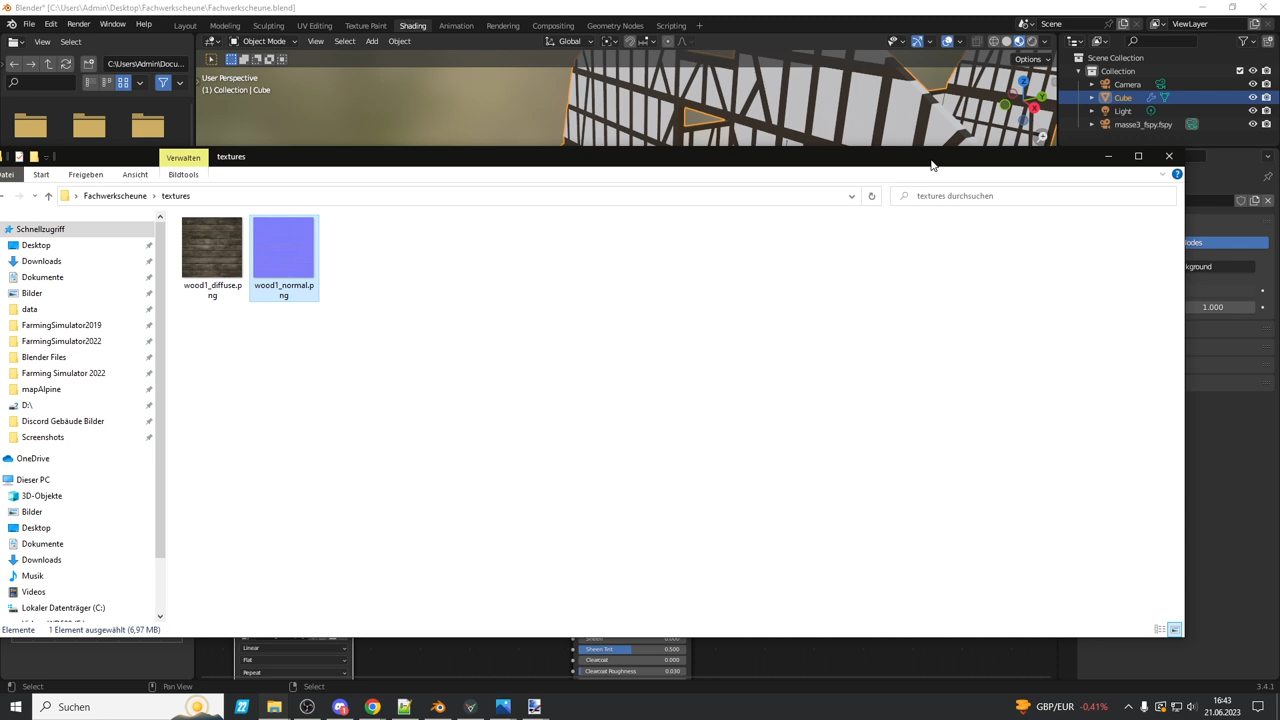 Blender* [C:\Users\Admin\Desktop\Fachwerkscheune\Fachwerkscheune.blend]
File Edit Render Window Help Layout Modeling Sculpting UV Editing Texture Paint Shading Animation Rendering Compositing Geometry Nodes Scripting Scene ViewLayer
View Select Object Mode View Select Add Object Global
C:\Users\Admin\Docu... Options
User Perspective
(1) Collection | Cube
Scene Collection
Collection
Camera
Cube
Light
masse3_fspy.fspy
Z
Y
X
Verwalten textures
Datei Start Freigeben Ansicht Bildtools
Fachwerkscheune textures textures durchsuchen
Schnellzugriff
Desktop
Downloads
Dokumente
Bilder
data
FarmingSimulator2019
FarmingSimulator2022
Blender Files
Farming Simulator 2022
mapAlpine
D:\
Discord Gebäude Bilder
Screenshots
OneDrive
Dieser PC
3D-Objekte
Bilder
Desktop
Dokumente
Downloads
Musik
Videos
Lokaler Datenträger (C:)
wood1_diffuse.p
ng
wood1_normal.p
ng
odes
kground
1.000
Elemente 1 Element ausgewählt (6,97 MB)
Linear
Flat
Repeat
Sheen 0.000
Sheen Tint 0.500
Clearcoat 0.000
Clearcoat Roughness 0.030
Select Pan View Select 3.4.1
Suchen
GBP/EUR -0,41%
16:43
21.06.2023